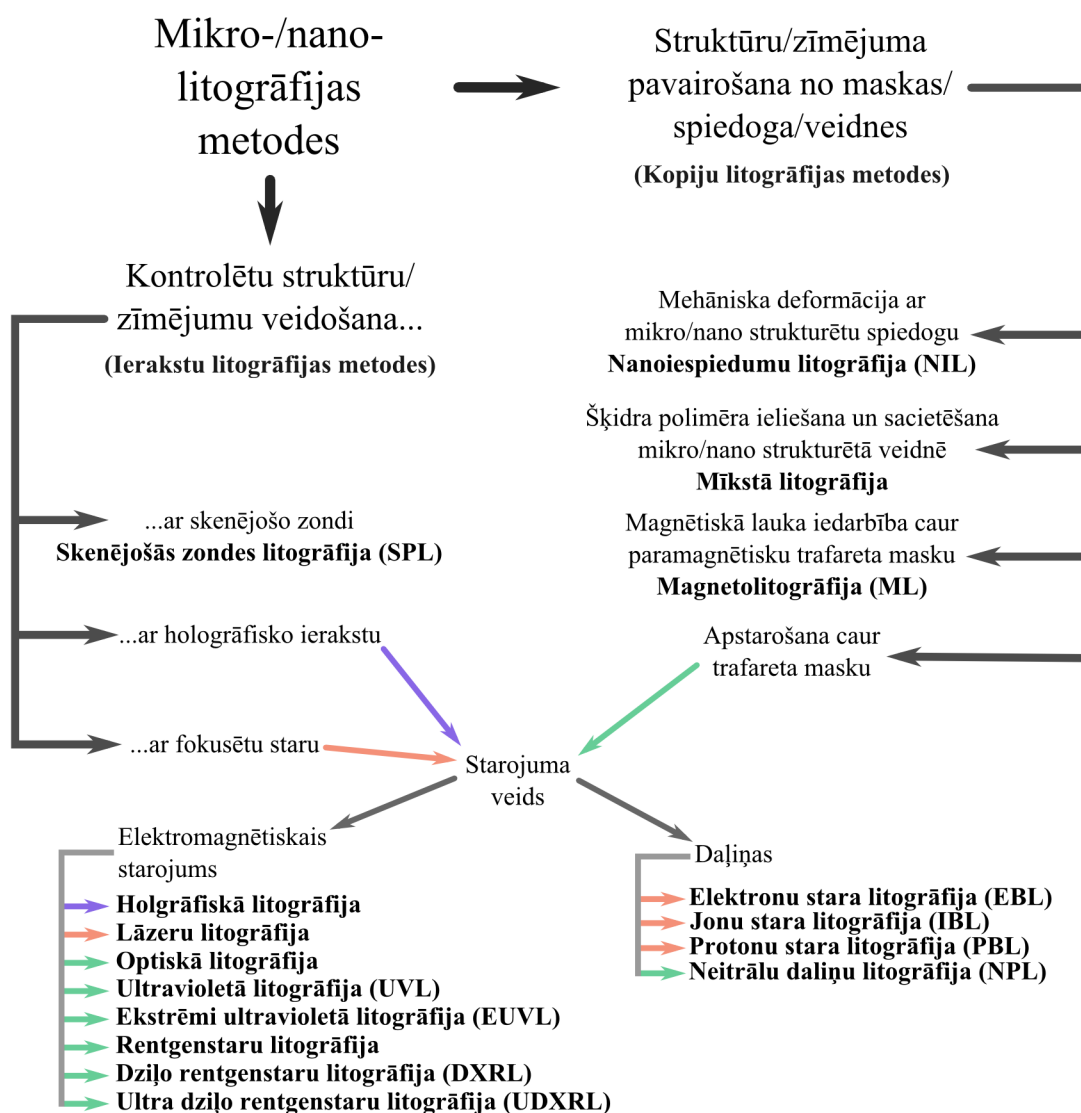 Mikro-/nano-
litogrāfijas
metodes
Struktūru/zīmējuma
pavairošana no maskas/
spiedoga/veidnes
(Kopiju litogrāfijas metodes)
Kontrolētu struktūru/
zīmējumu veidošana...
(Ierakstu litogrāfijas metodes)
Mehāniska deformācija ar
mikro/nano strukturētu spiedogu
Nanoiespiedumu litogrāfija (NIL)
Šķidra polimēra ieliešana un sacietēšana
mikro/nano strukturētā veidnē
Mīkstā litogrāfija
...ar skenējošo zondi
Skenējošās zondes litogrāfija (SPL)
Magnētiskā lauka iedarbība caur
paramagnētisku trafareta masku
Magnetolitogrāfija (ML)
...ar hologrāfisko ierakstu
Apstarošana caur
trafareta masku
...ar fokusētu staru
Starojuma
veids
Elektromagnētiskais
starojums
Holgrāfiskā litogrāfija
Lāzeru litogrāfija
Optiskā litogrāfija
Ultravioletā litogrāfija (UVL)
Ekstrēmi ultravioletā litogrāfija (EUVL)
Rentgenstaru litogrāfija
Dziļo rentgenstaru litogrāfija (DXRL)
Ultra dziļo rentgenstaru litogrāfija (UDXRL)
Daļiņas
Elektronu stara litogrāfija (EBL)
Jonu stara litogrāfija (IBL)
Protonu stara litogrāfija (PBL)
Neitrālu daliņu litogrāfija (NPL)